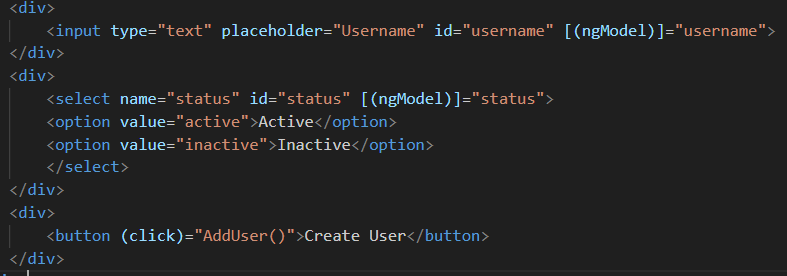 <div>
<input type="text" placeholder="Username" id="username" [(ngModel)]="username">
</div>
<div>
<select name="status" id="status" [(ngModel)]="status">
<option value="active">Active</option>
<option value="inactive">Inactive</option>
</select>
</div>
<div>
<button (click)="AddUser()">Create User</button>
</div>